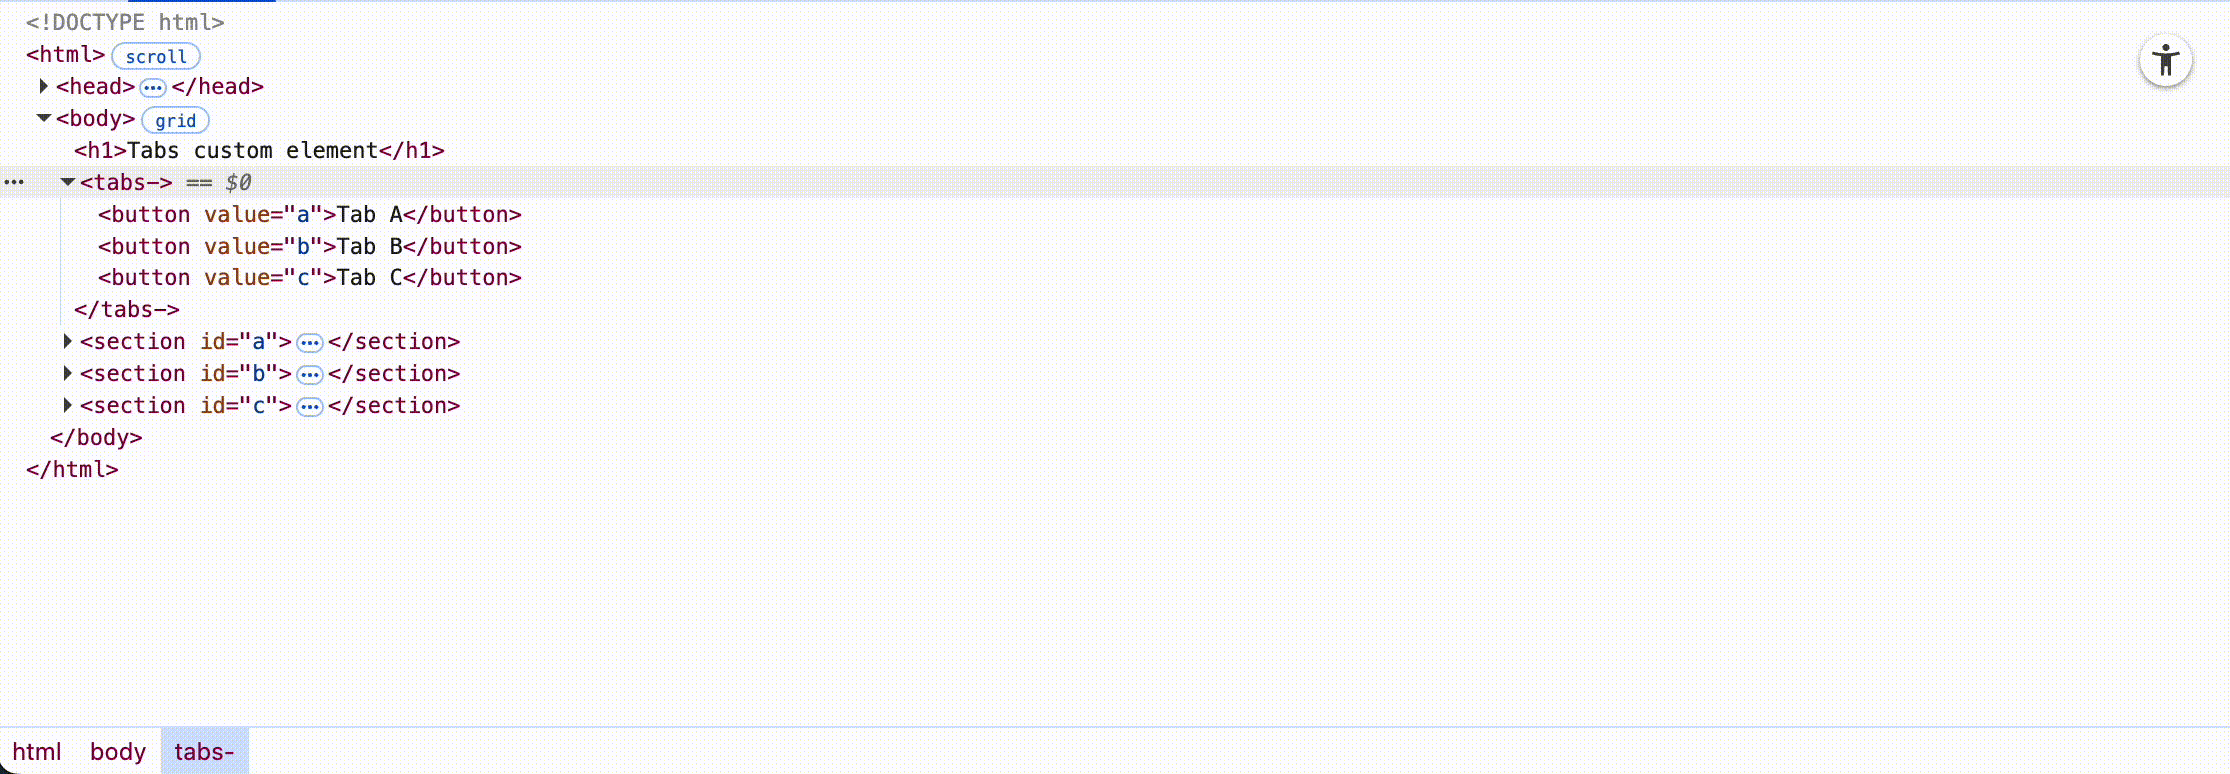 <!DOCTYPE html>
<html> scroll
<head> ••• </head>
<body> grid
<h1>Tabs custom element</h1>
••• <tabs-> == $0
<button value="a">Tab A</button>
<button value="b">Tab B</button>
<button value="c">Tab C</button>
</tabs->
<section id="a"> ••• </section>
<section id="b"> ••• </section>
<section id="c"> ••• </section>
</body>
</html>
html body tabs-